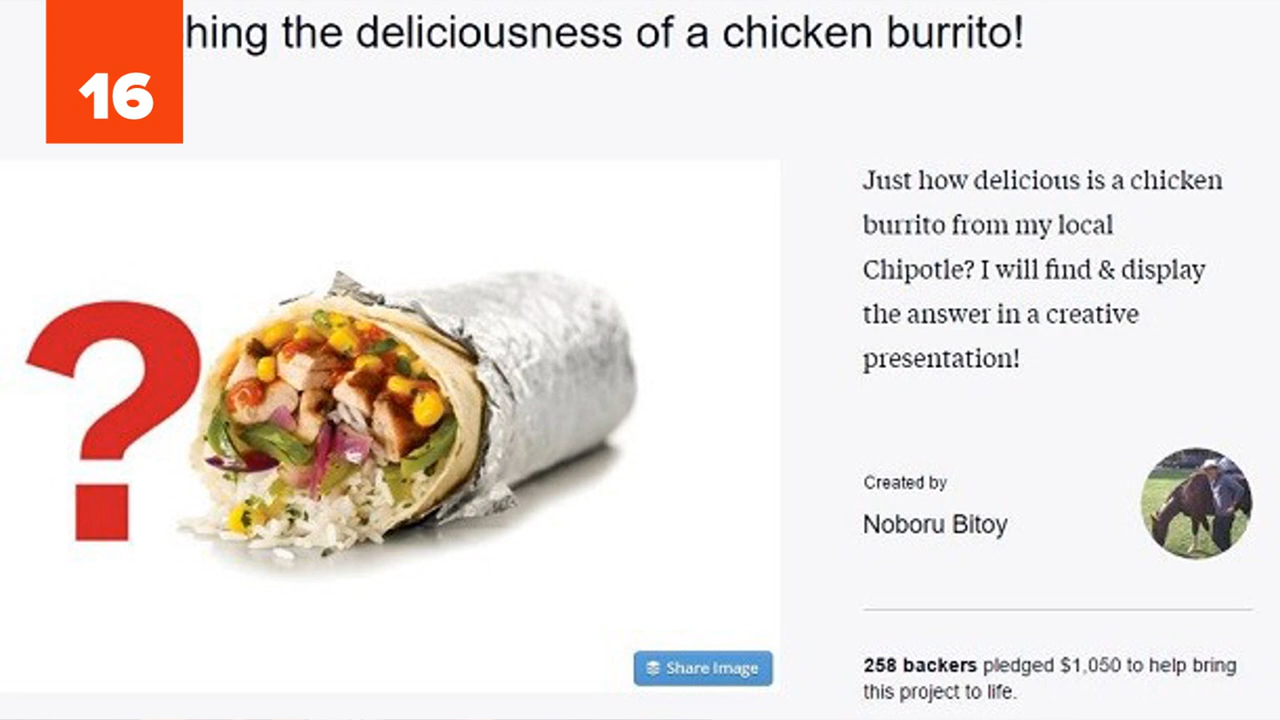 hing the deliciousness of a chicken burrito!
16
Just how delicious is a chicken
burrito from my local
Chipotle? I will find & display
the answer in a creative
presentation!
?
Created by
Noboru Bitoy
Share Image
258 backers pledged $1,050 to help bring
this project to life.